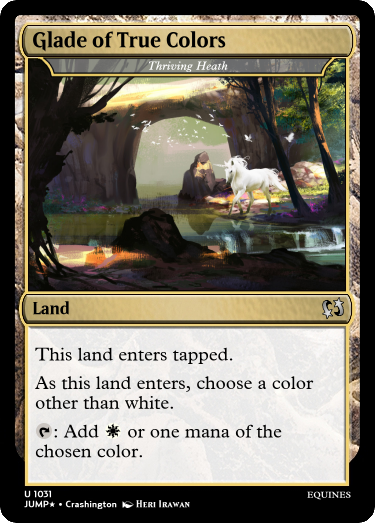 Glade of True Colors
Thriving Heath
Land
This land enters tapped.
As this land enters, choose a color
other than white.
: Add or one mana of the
chosen color.
U 1031
EQUINES
JUMP★ • Crashington Heri Irawan